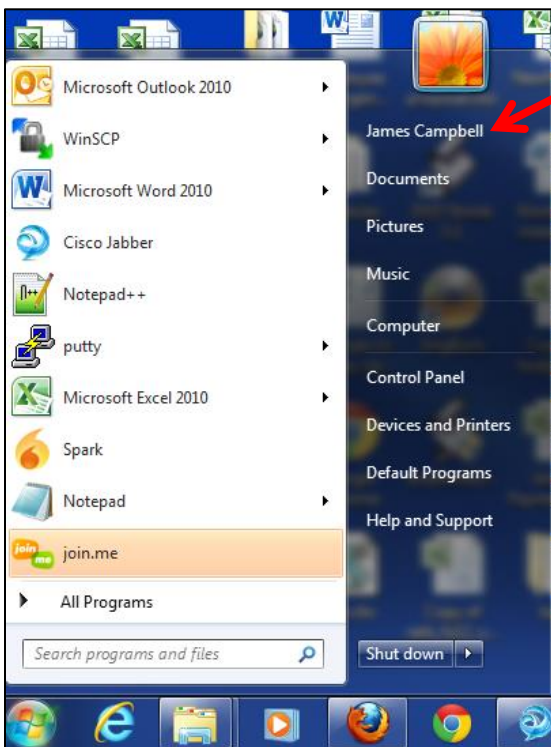 Microsoft Outlook 2010
WinSCP
Microsoft Word 2010
Cisco Jabber
Notepad++
putty
Microsoft Excel 2010
Spark
Notepad
join.me
All Programs
Search programs and files
James Campbell
Documents
Pictures
Music
Computer
Control Panel
Devices and Printers
Default Programs
Help and Support
Shut down